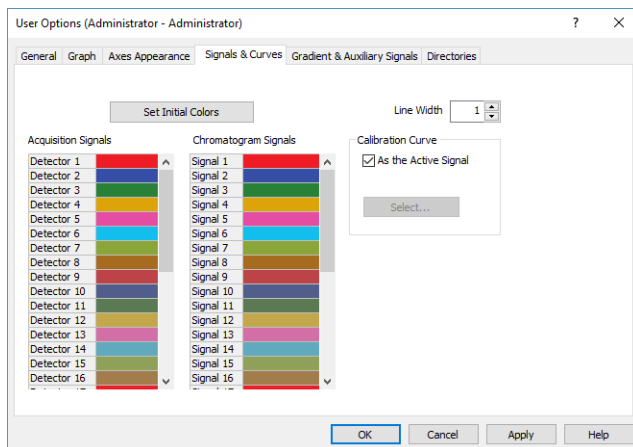 User Options (Administrator - Administrator)
?
General Graph Axes Appearance Signals & Curves Gradient & Auxiliary Signals Directories
Set Initial Colors
Line Width 1
Acquisition Signals
Detector 1
Detector 2
Detector 3
Detector 4
Detector 5
Detector 6
Detector 7
Detector 8
Detector 9
Detector 10
Detector 11
Detector 12
Detector 13
Detector 14
Detector 15
Detector 16
Chromatogram Signals
Signal 1
Signal 2
Signal 3
Signal 4
Signal 5
Signal 6
Signal 7
Signal 8
Signal 9
Signal 10
Signal 11
Signal 12
Signal 13
Signal 14
Signal 15
Signal 16
Calibration Curve
As the Active Signal
Select...
OK Cancel Apply Help